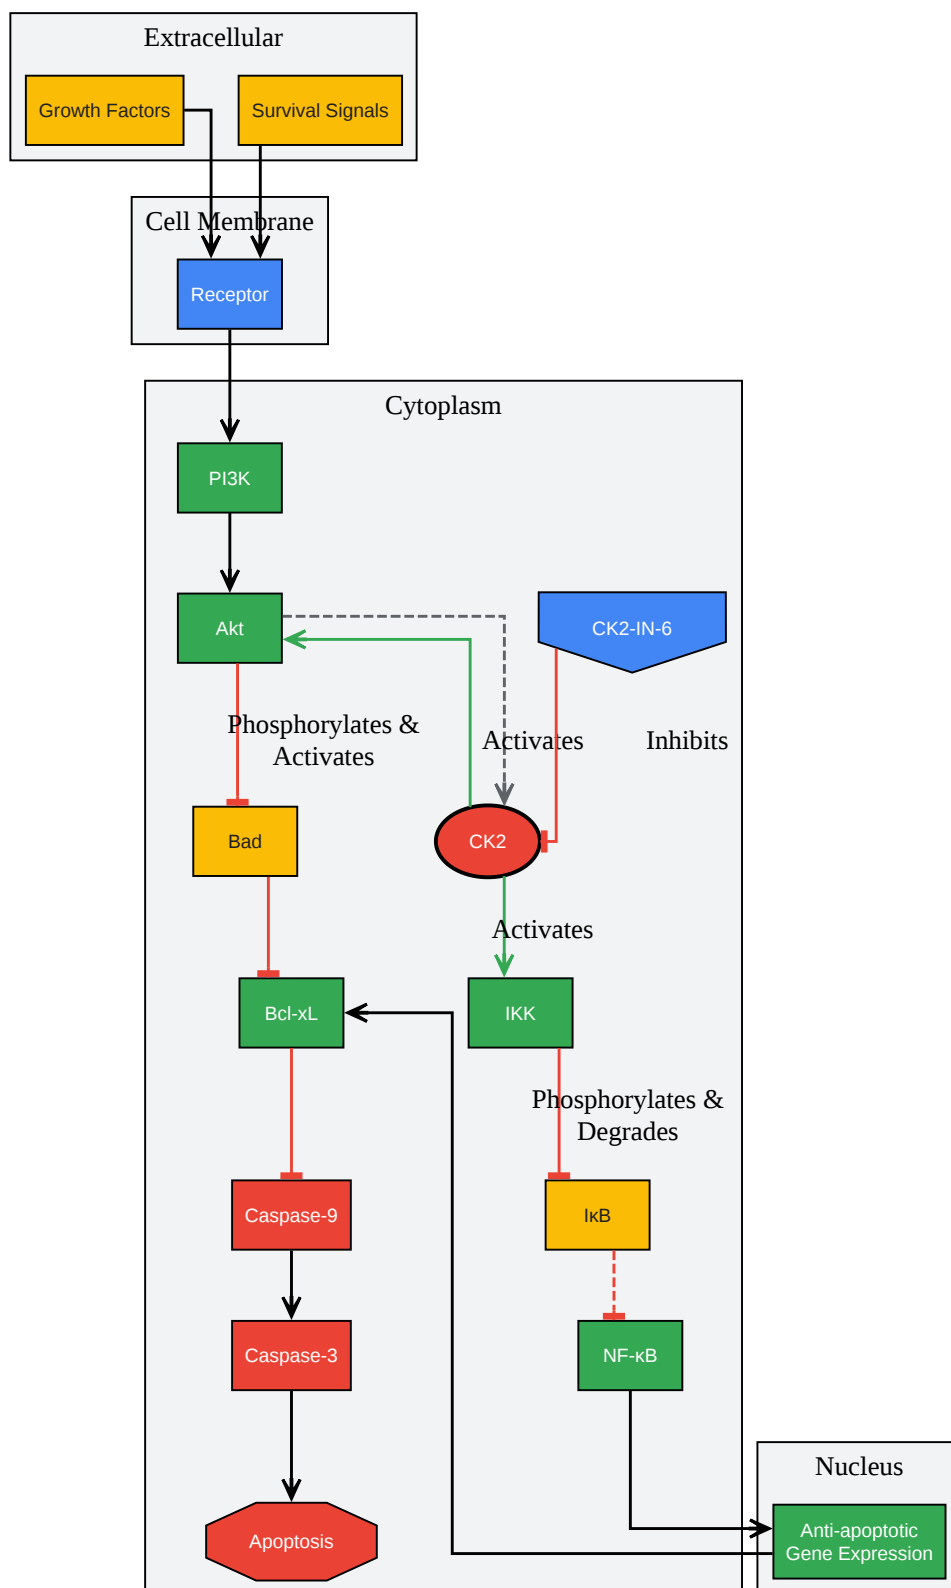 Extracellular
Growth Factors
Survival Signals
Cell Membrane
Receptor
Cytoplasm
PI3K
Akt
CK2-IN-6
Phosphorylates &
Activates
Activates
Inhibits
Bad
CK2
Activates
Bcl-xL
IKK
Phosphorylates &
Degrades
Caspase-9
IκB
Caspase-3
NF-κB
Nucleus
Apoptosis
Anti-apoptotic
Gene Expression